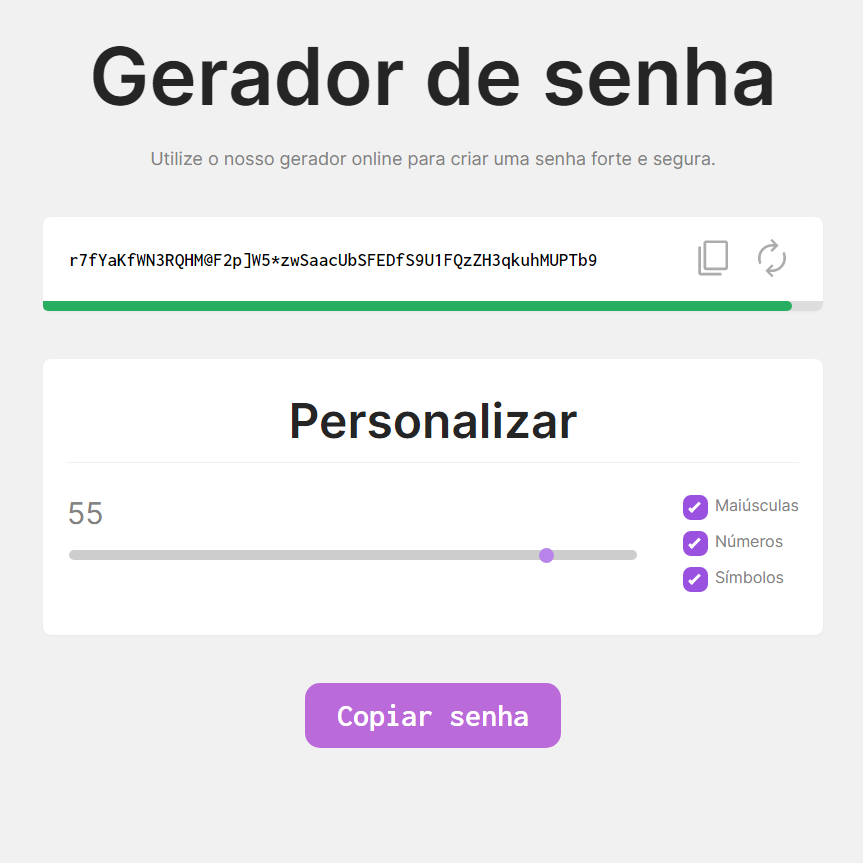 Gerador de senha
Utilize o nosso gerador online para criar uma senha forte e segura.
r7fYaKfWN3RQHM@F2p]W5*zwSaacUbSFEDfS9U1FQzZH3qkuhMUPTb9
Personalizar
55
Maiúsculas
Números
Símbolos
Copiar senha